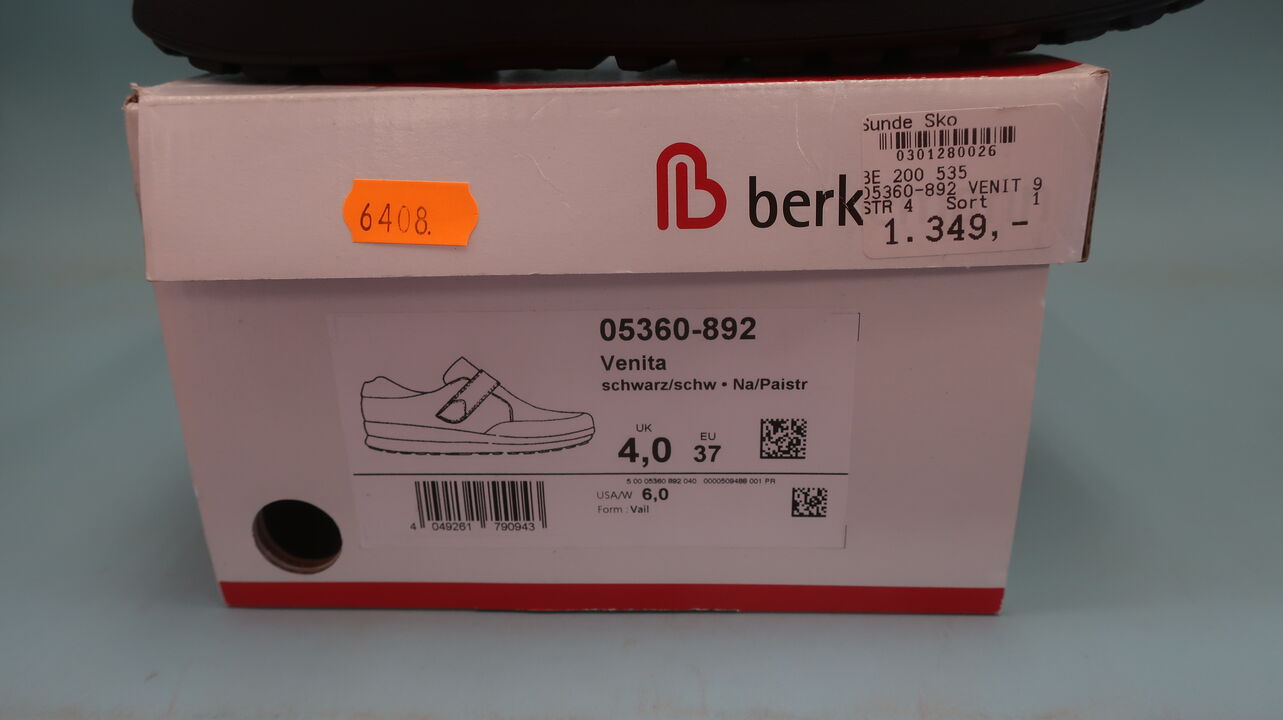 Sunde Sko
0301280026
BE 200 535
05360-892 VENIT 9
STR 4 Sort 1
1.349,-
6408.
berk
05360-892
Venita
schwarz/schw • Na/Paistr
UK
4,0
EU
37
5 00 05360 892 040 0000509488 001 PR
USA/W 6,0
Form : Vail
4 049261 790943